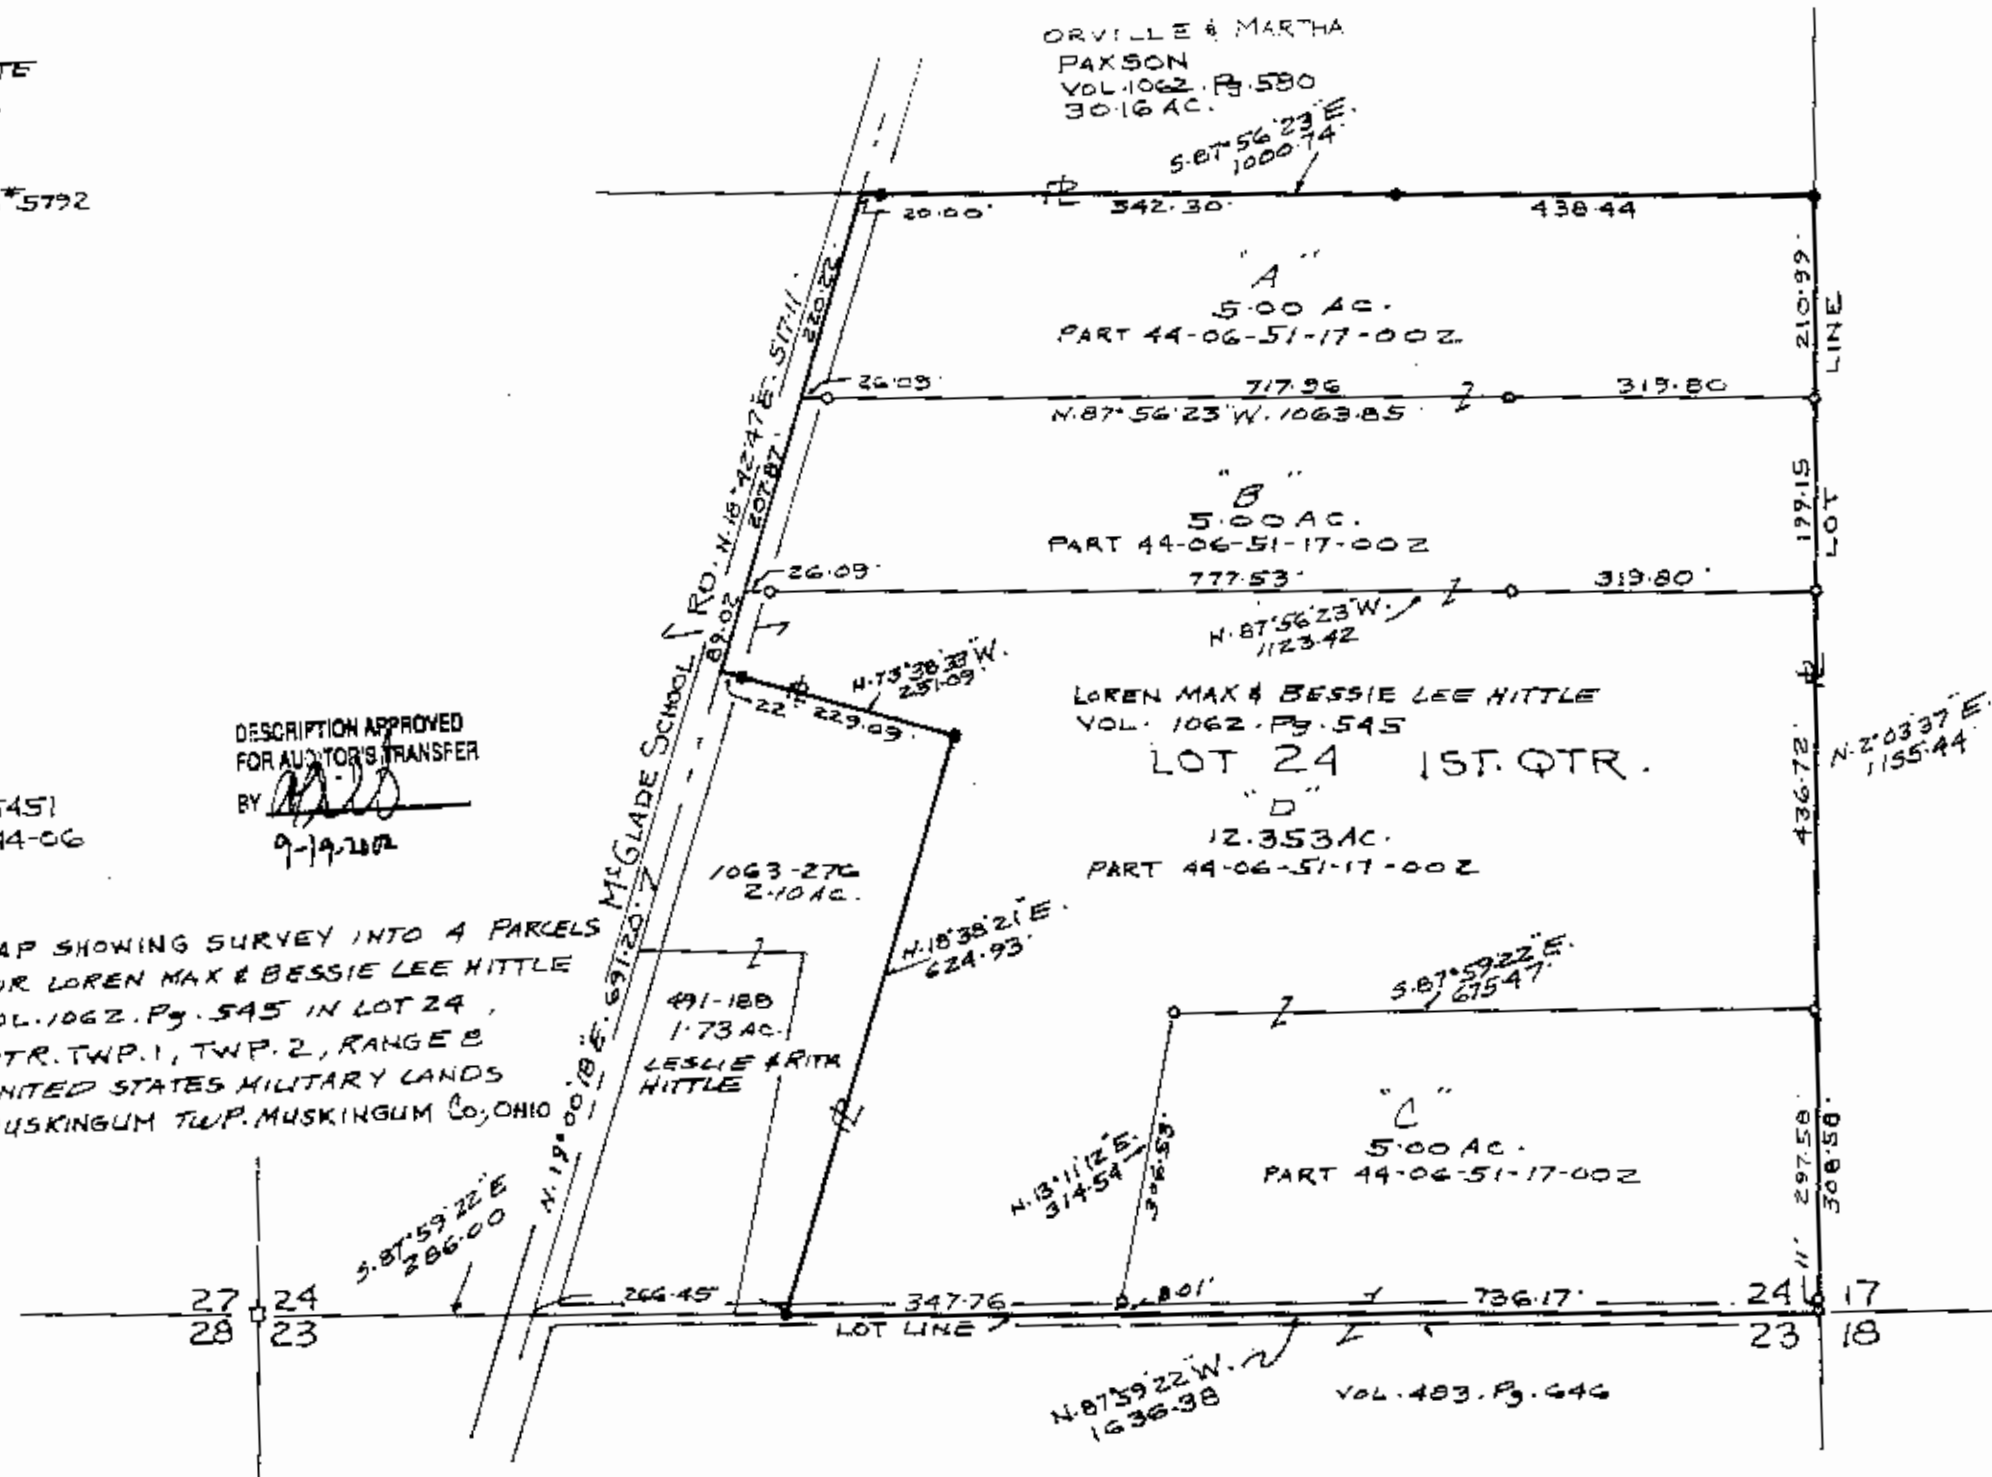 TE
#5792
ORVILLE & MARTHA
PAXSON
VOL.1062.Pg.590
30.16 AC.
S.87°56'23"E.
1000.74'
20.00'
542.30'
438.44
"A"
5.00 AC.
PART 44-06-51-17-002
220.22'
210.99'
LINE
26.09'
717.96
319.80
N.87°56'23"W. 1063.85'
"B"
5.00 AC.
PART 44-06-51-17-002
207.87'
199.15
LOT
26.09'
777.53'
319.80'
N.87°56'23"W.
1123.42
McGLADE SCHOOL RD. N.18°42'47"E. 517.11'
89.02
N.73°38'33"W.
251.09'
22'
229.09'
LOREN MAX & BESSIE LEE HITTLE
VOL. 1062.Pg.545
LOT 24 1ST. QTR.
"D"
12.353 AC.
PART 44-06-51-17-002
436.72'
N.2°03'37"E.
1155.44'
DESCRIPTION APPROVED
FOR AUDITOR'S TRANSFER
BY
9-19-2002
5451
44-06
1063-276
2.10 AC.
N.18°38'21"E.
624.93'
AP SHOWING SURVEY INTO 4 PARCELS
OR LOREN MAX & BESSIE LEE HITTLE
OL.1062.Pg.545 IN LOT 24,
TR.TWP.1, TWP.2, RANGE 8
NITED STATES MILITARY LANDS
USKINGUM TWP. MUSKINGUM Co., OHIO
491-188
1.73 AC.
LESLIE & RITA
HITTLE
N.19°00'18"E. 691.20'
S.87°59'22"E.
675.47'
"C"
5.00 AC.
PART 44-06-51-17-002
N.13°11'12"E.
314.54'
306.53'
297.58'
308.58'
11'
S.87°59'22"E
286.00
27 24
28 23
266.45'
347.76
8.01'
736.17'
24 17
23 18
LOT LINE
N.87°59'22"W.
1636.38
VOL.483.Pg.646